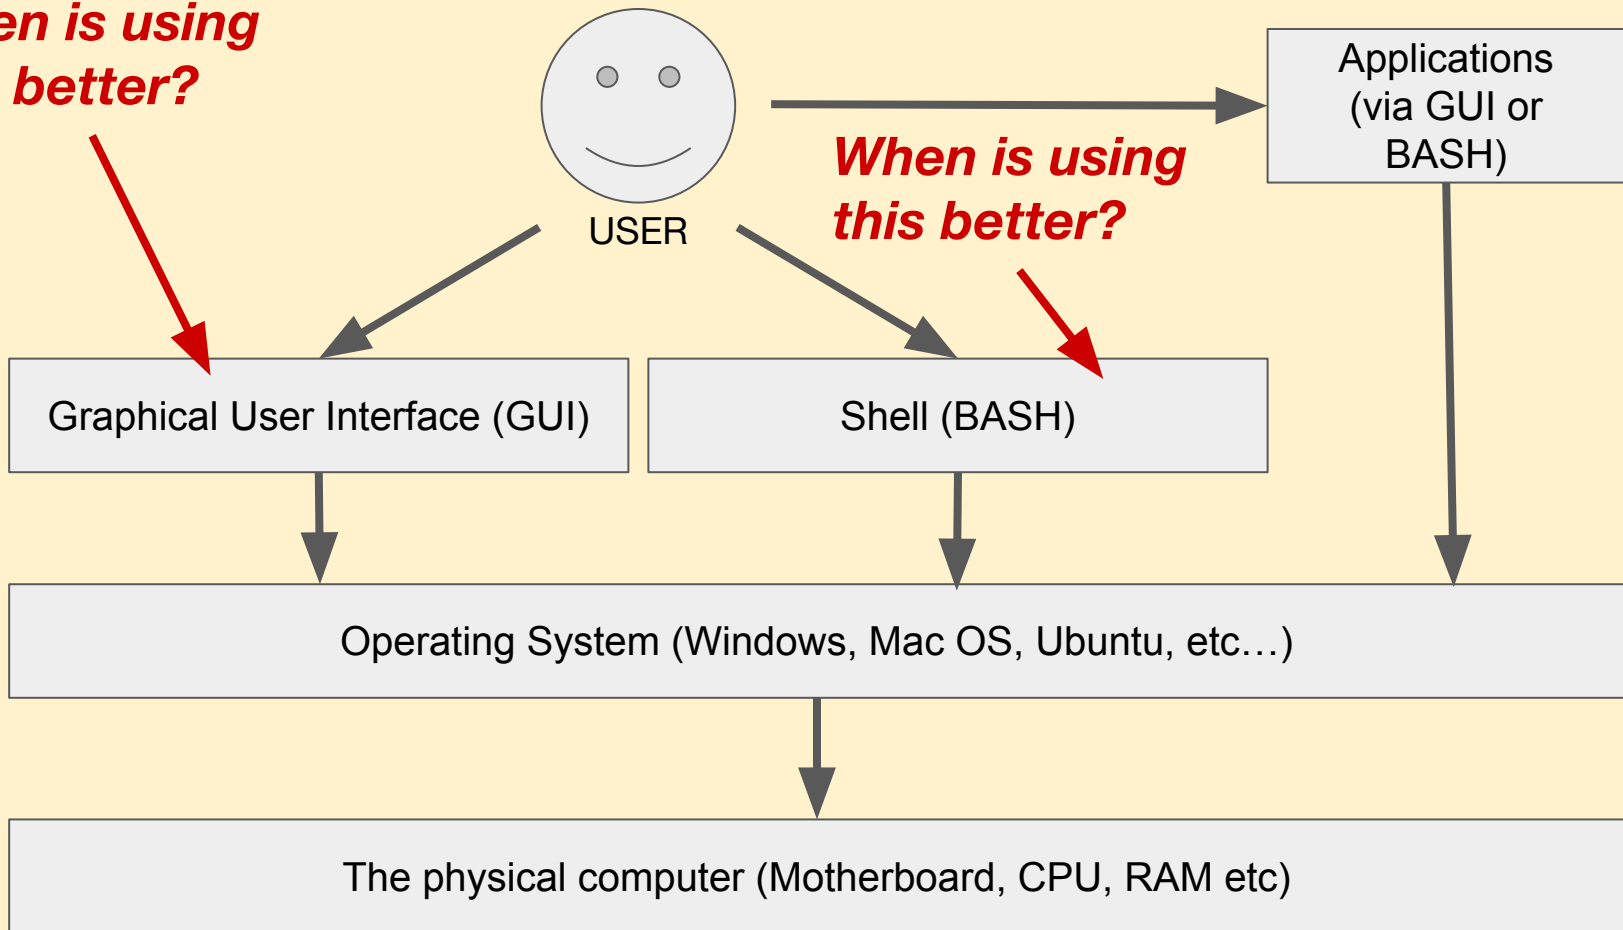 is using
better?
Applications
(via GUI or
BASH)
When is using
this better?
USER
Graphical User Interface (GUI)
Shell (BASH)
Operating System (Windows, Mac OS, Ubuntu, etc…)
The physical computer (Motherboard, CPU, RAM etc)